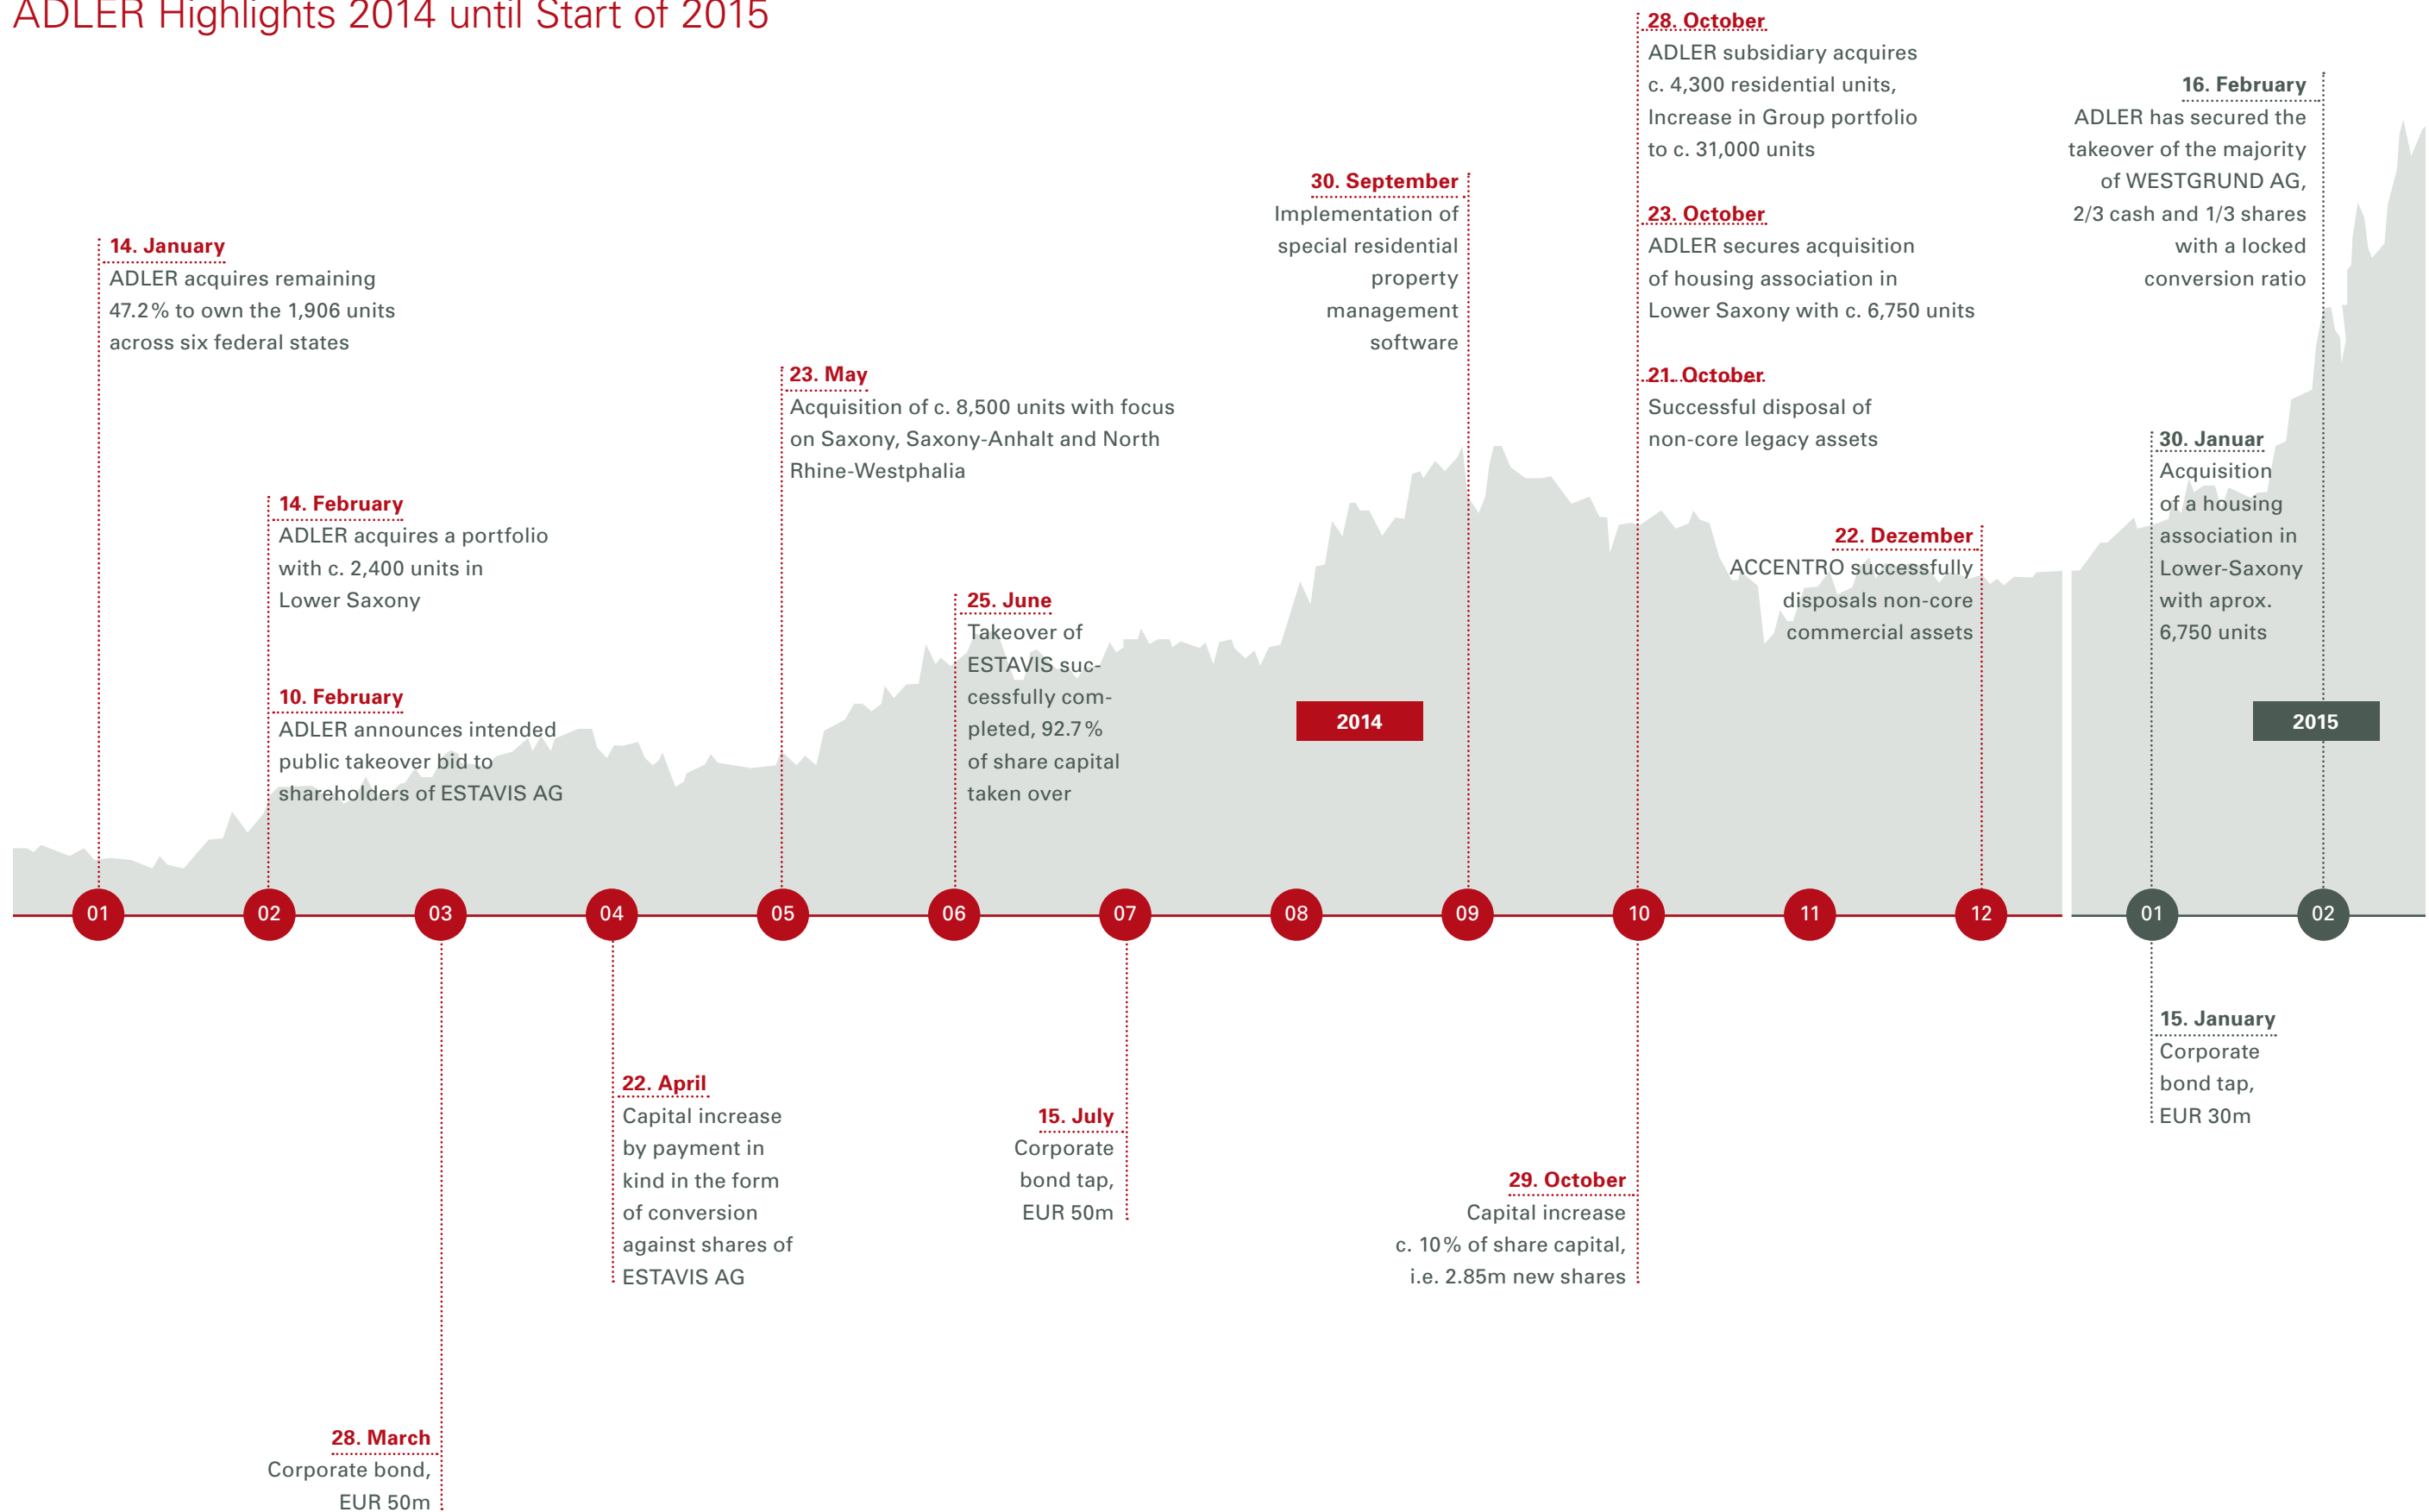 ADLER Highlights 2014 until Start of 2015
14. January
ADLER acquires remaining
47.2% to own the 1,906 units
across six federal states
14. February
ADLER acquires a portfolio
with c. 2,400 units in
Lower Saxony
10. February
ADLER announces intended
public takeover bid to
shareholders of ESTAVIS AG
23. May
Acquisition of c. 8,500 units with focus
on Saxony, Saxony-Anhalt and North
Rhine-Westphalia
25. June
Takeover of
ESTAVIS suc-
cessfully com-
pleted, 92.7%
of share capital
taken over
30. September
Implementation of
special residential
property
management
software
28. October
ADLER subsidiary acquires
c. 4,300 residential units,
Increase in Group portfolio
to c. 31,000 units
23. October
ADLER secures acquisition
of housing association in
Lower Saxony with c. 6,750 units
21. October
Successful disposal of
non-core legacy assets
22. Dezember
ACCENTRO successfully
disposals non-core
commercial assets
16. February
ADLER has secured the
takeover of the majority
of WESTGRUND AG,
2/3 cash and 1/3 shares
with a locked
conversion ratio
30. Januar
Acquisition
of a housing
association in
Lower-Saxony
with aprox.
6,750 units
2014
2015
01
02
03
04
05
06
07
08
09
10
11
12
01
02
28. March
Corporate bond,
EUR 50m
22. April
Capital increase
by payment in
kind in the form
of conversion
against shares of
ESTAVIS AG
15. July
Corporate
bond tap,
EUR 50m
29. October
Capital increase
c. 10% of share capital,
i.e. 2.85m new shares
15. January
Corporate
bond tap,
EUR 30m